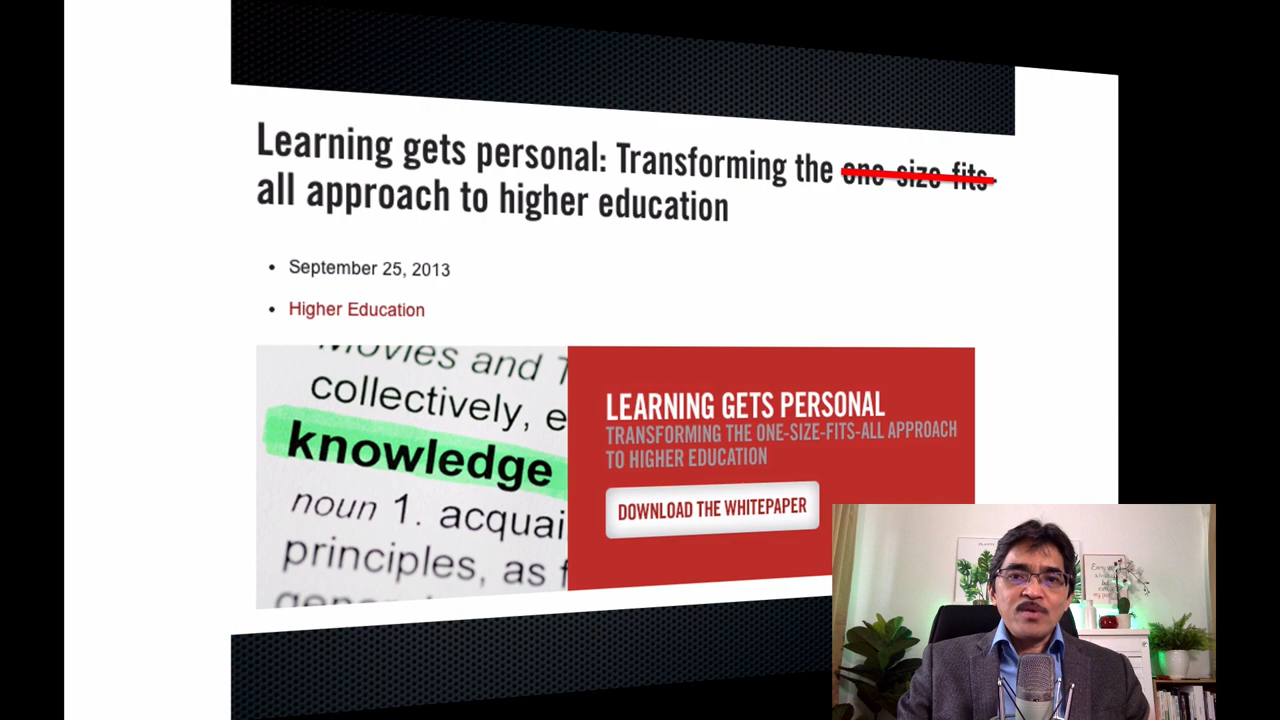 Learning gets personal: Transforming the one-size-fits-
all approach to higher education
• September 25, 2013
• Higher Education
Movies and
collectively, e
knowledge
noun 1. acquai
principles, as
LEARNING GETS PERSONAL
TRANSFORMING THE ONE-SIZE-FITS-ALL APPROACH
TO HIGHER EDUCATION
DOWNLOAD THE WHITEPAPER